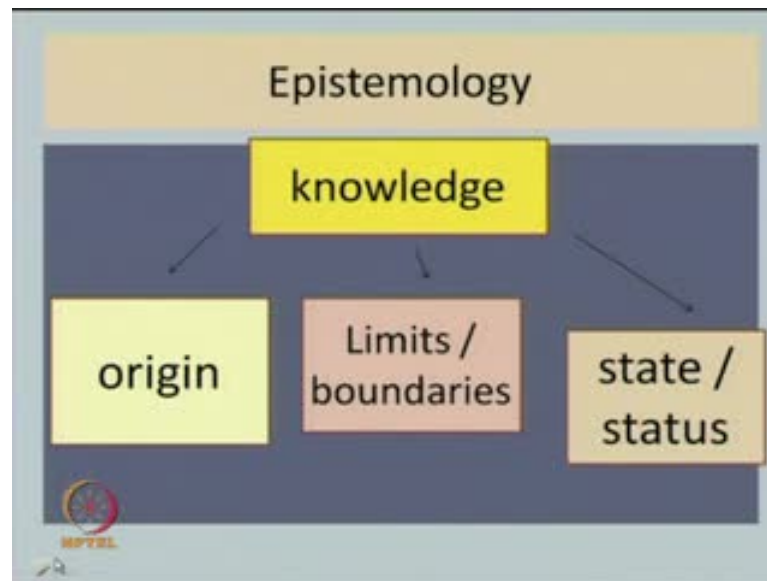 Epistemology
knowledge
origin
Limits /
boundaries
state /
status
NPTEL